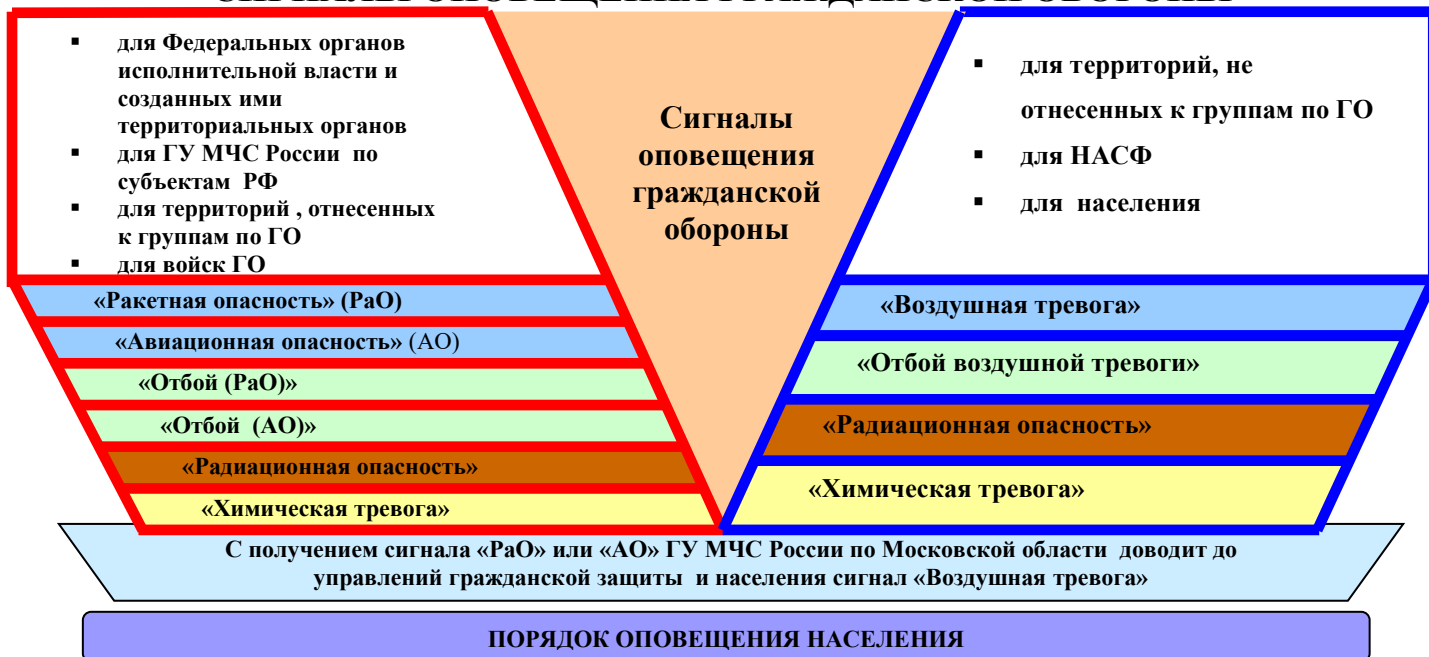 СИГНАЛЫ ОПОВЕЩЕНИЯ ГРАЖДАНСКОЙ ОБОРОНЫ
▪ для Федеральных органов
исполнительной власти и
созданных ими
территориальных органов
▪ для ГУ МЧС России по
субъектам РФ
▪ для территорий , отнесенных
к группам по ГО
▪ для войск ГО
Сигналы
оповещения
гражданской
обороны
▪ для территорий, не
отнесенных к группам по ГО
▪ для НАСФ
▪ для населения
«Ракетная опасность» (РаО)
«Авиационная опасность» (АО)
«Отбой (РаО)»
«Отбой (АО)»
«Радиационная опасность»
«Химическая тревога»
«Воздушная тревога»
«Отбой воздушной тревоги»
«Радиационная опасность»
«Химическая тревога»
С получением сигнала «РаО» или «АО» ГУ МЧС России по Московской области доводит до
управлений гражданской защиты и населения сигнал «Воздушная тревога»
ПОРЯДОК ОПОВЕЩЕНИЯ НАСЕЛЕНИЯ